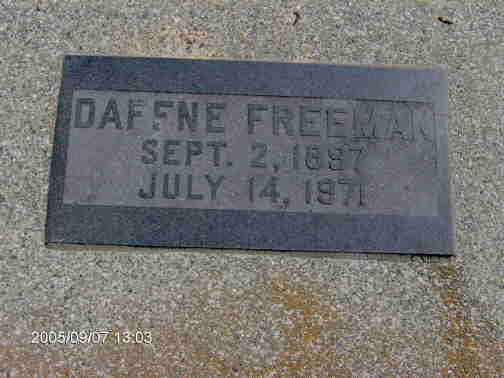 DAFFNE FREEMAN
SEPT. 2, 1887
JULY 14, 1971
2005/09/07 13:03